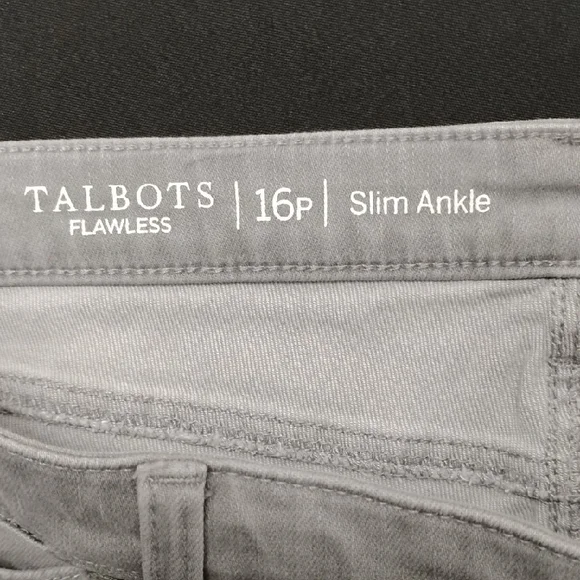 TALBOTS
FLAWLESS
16P
Slim Ankle